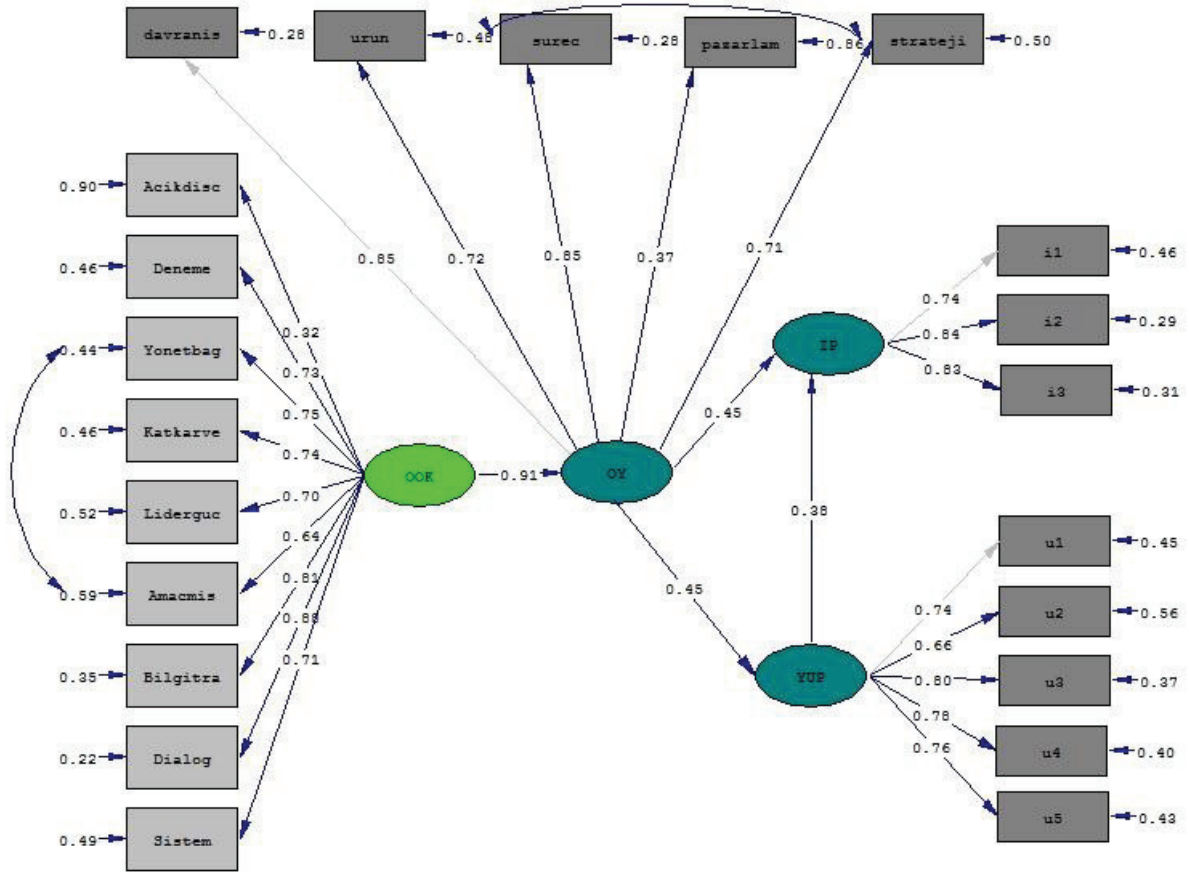 davranis 0.28
urun 0.48
surec 0.28
pazarlam 0.86
strateji 0.50
0.90 Acikdisc
0.46 Deneme
0.44 Yonetbag
0.46 Katkarve
0.52 Liderguc
0.59 Amacmis
0.35 Bilgitra
0.22 Dialog
0.49 Sistem
0.32
0.73
0.75
0.74
0.70
0.64
0.81
0.88
0.71
OOK
0.91
OY
0.85
0.72
0.85
0.37
0.71
0.45
0.45
IP
0.38
YUP
0.74
0.84
0.83
i1 0.46
i2 0.29
i3 0.31
0.74
0.66
0.80
0.78
0.76
u1 0.45
u2 0.56
u3 0.37
u4 0.40
u5 0.43